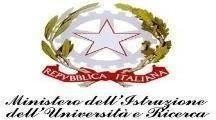 REPVBBLICA ITALIANA
Ministero dell'Istruzione
dell'Università e Ricerca